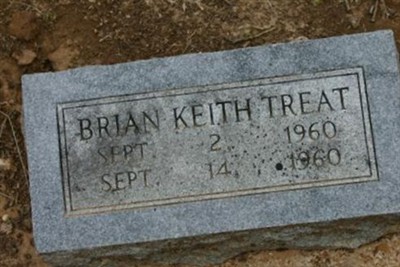 BRIAN KEITH TREAT
SEPT. 2, 1960
SEPT. 14, 1960